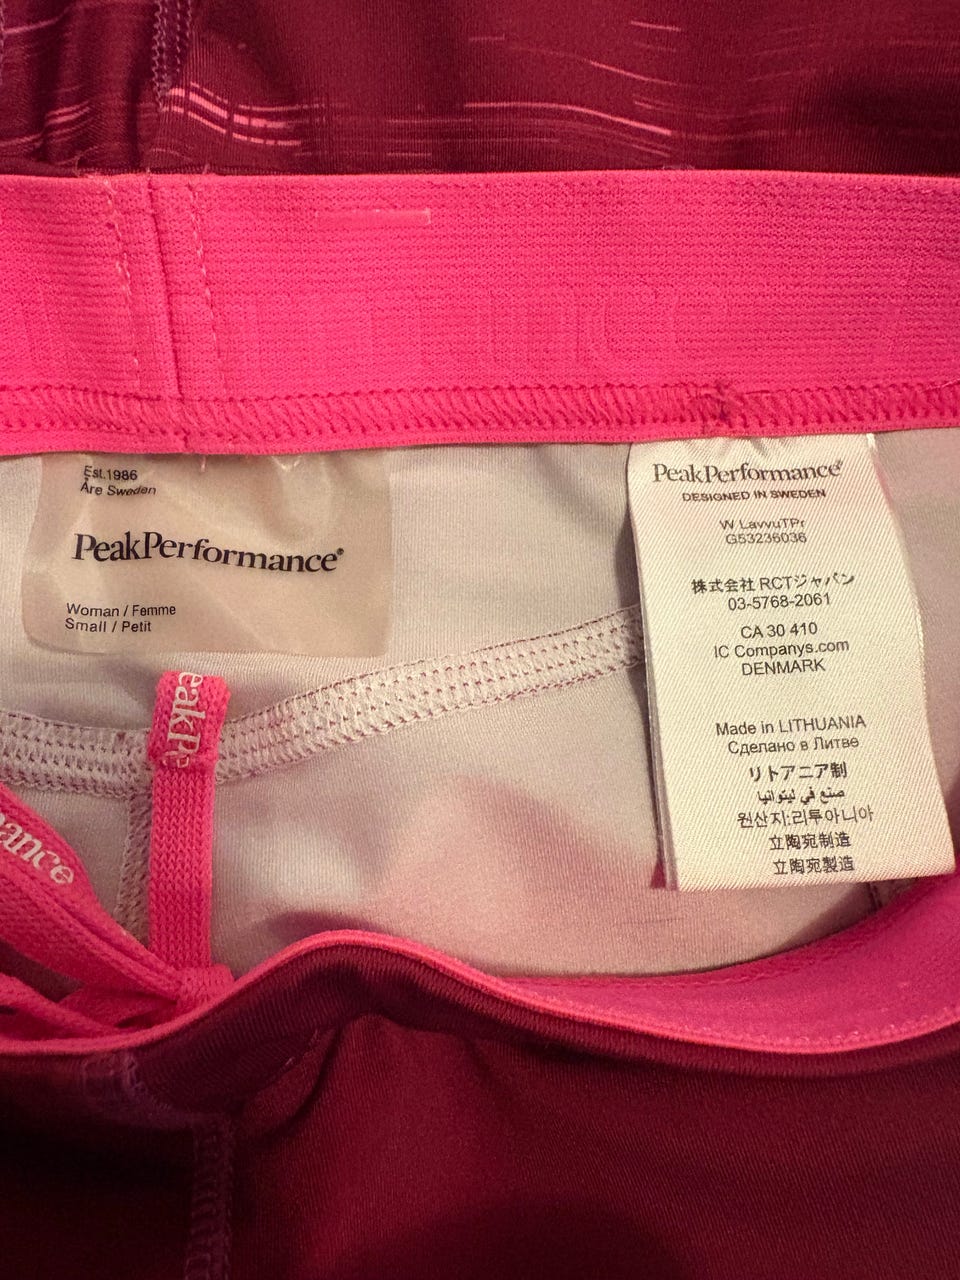 Est.1986
Åre Sweden
PeakPerformance®
Woman / Femme
Small / Petit
PeakPerformance®
DESIGNED IN SWEDEN
W LavvuTPr
G53236036
株式会社 RCTジャパン
03-5768-2061
CA 30 410
IC Companys.com
DENMARK
Made in LITHUANIA
Сделано в Литве
リトアニア制
صنع في ليتوانيا
원산지:리투아니아
立陶宛制造
立陶宛製造
eakPe
ance